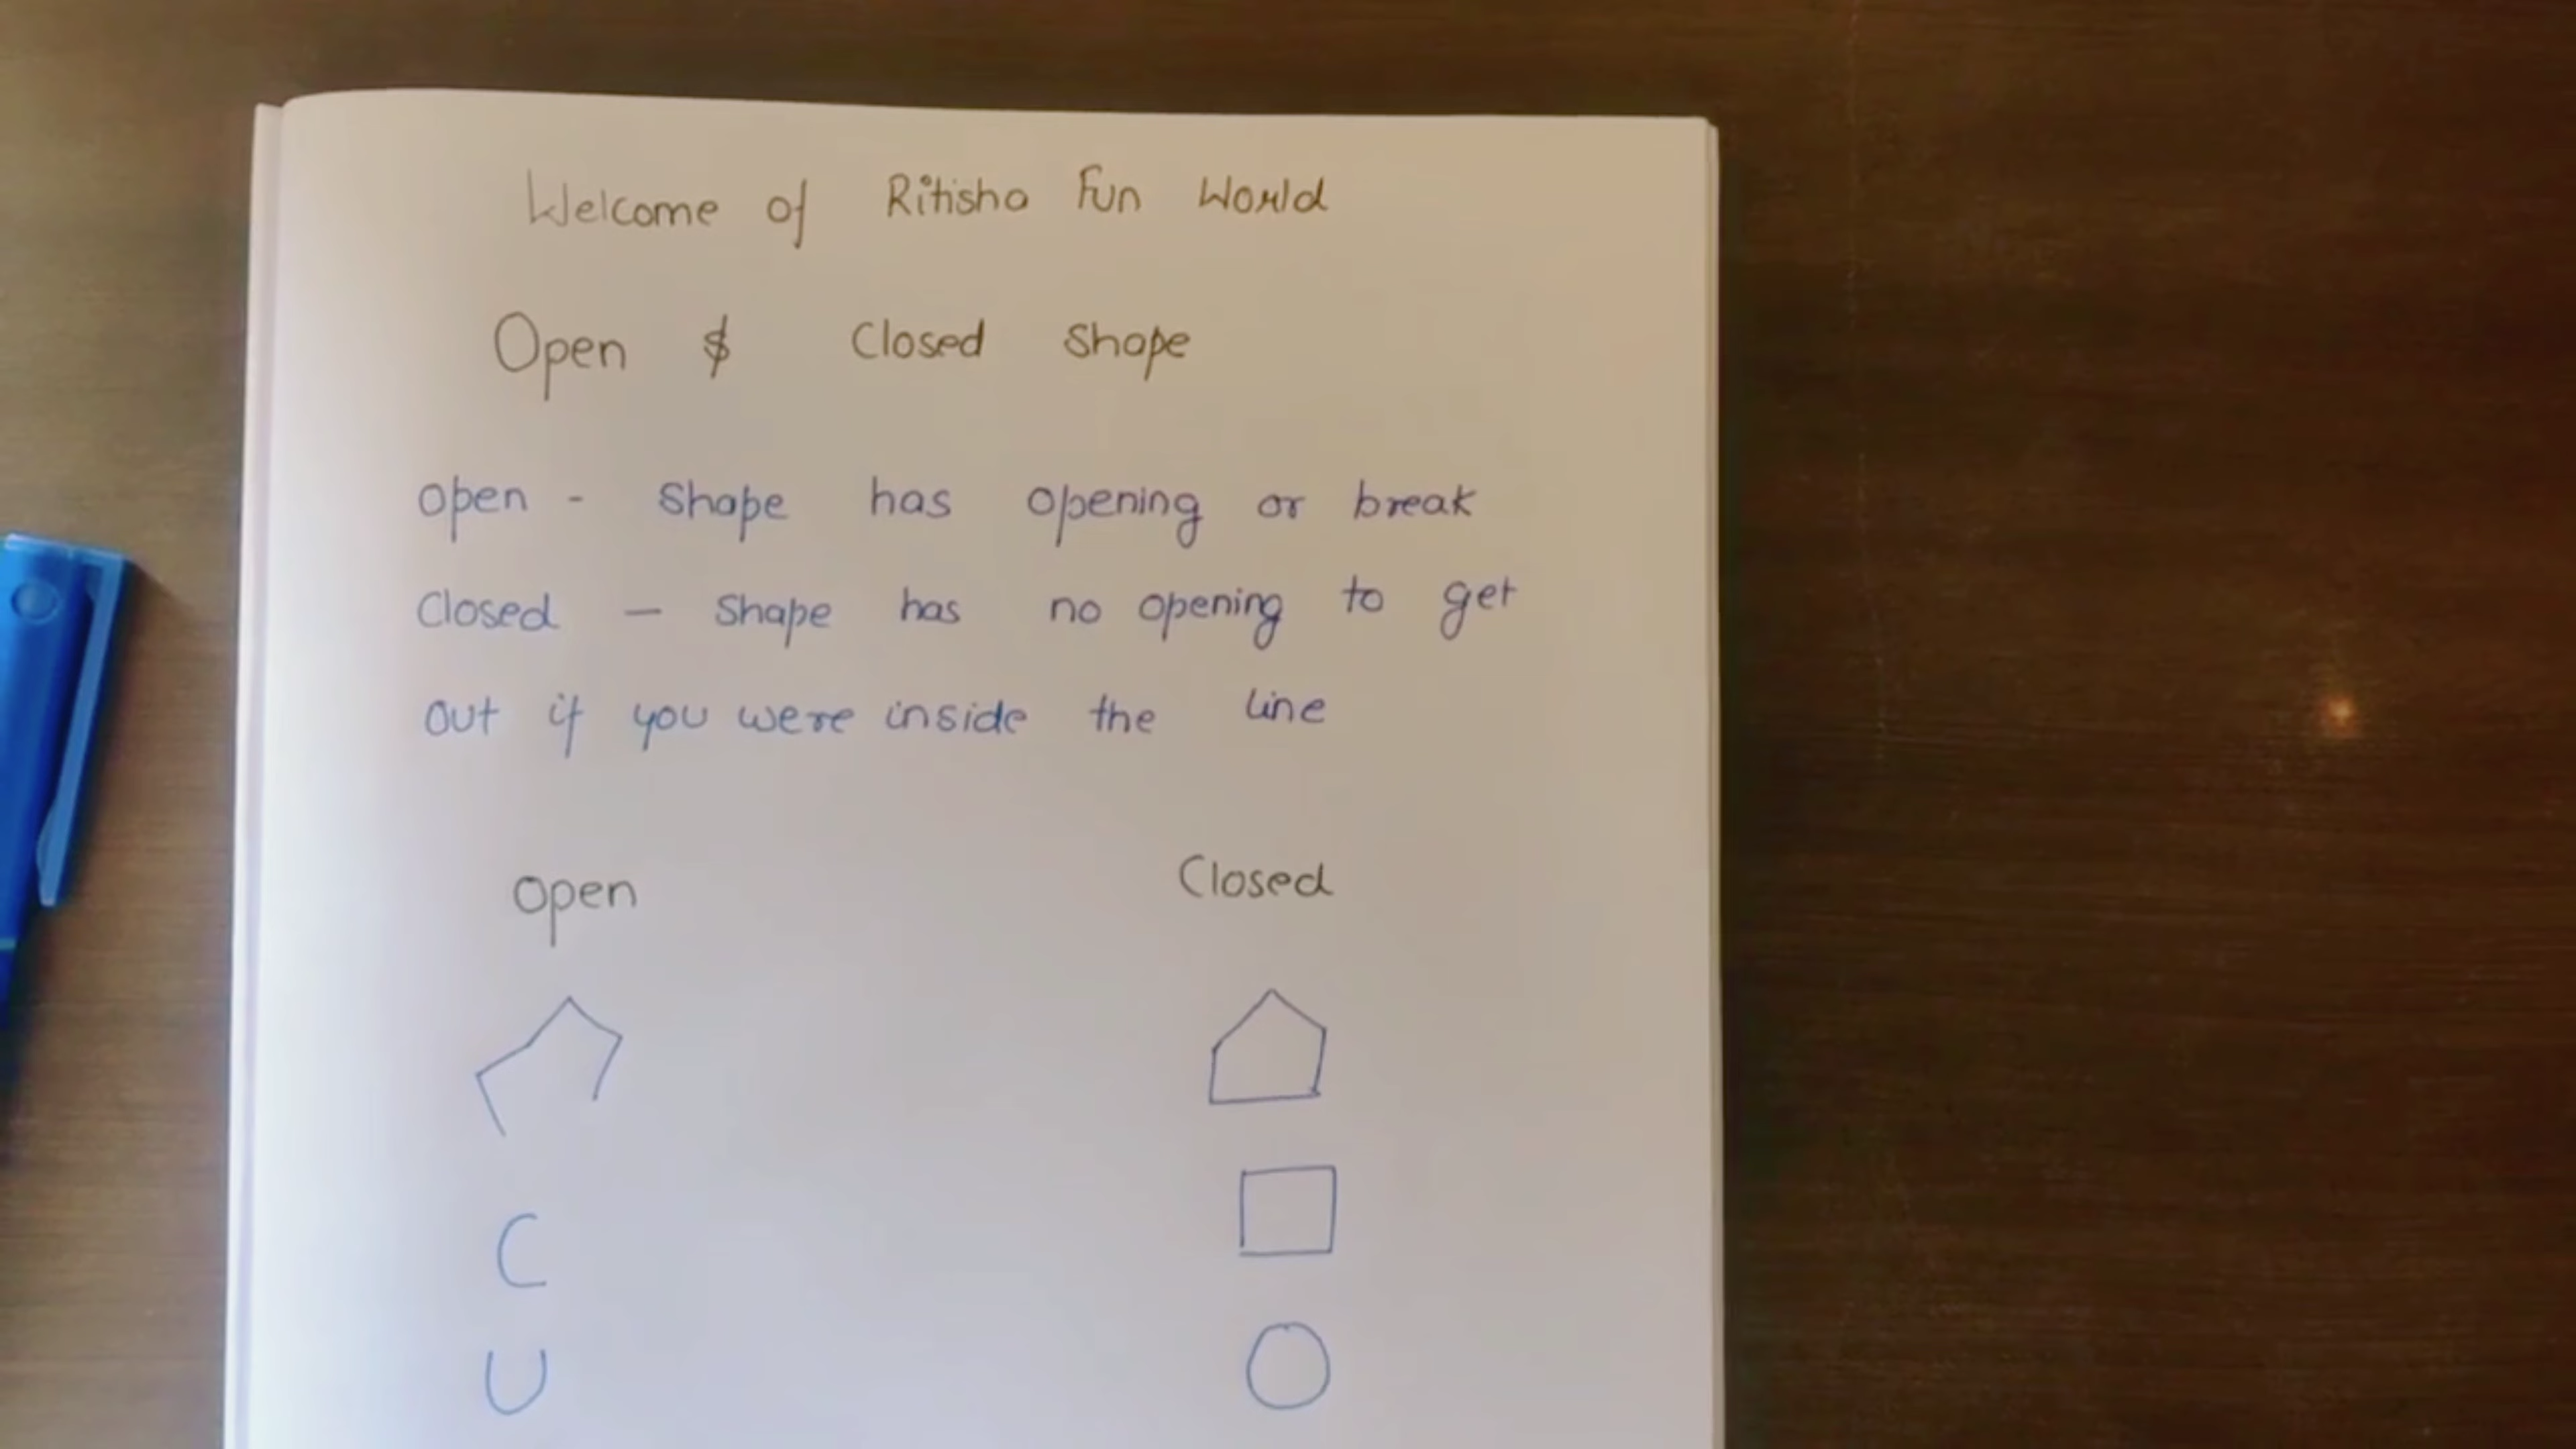 Welcome of Ritisha Fun World
Open $ Closed Shape
open - Shape has opening or break
Closed — Shape has no opening to get
out if you were inside the line
Open Closed
C
U